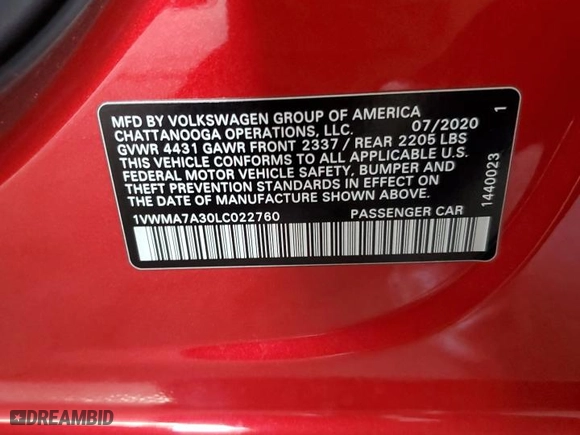 MFD BY VOLKSWAGEN GROUP OF AMERICA
CHATTANOOGA OPERATIONS, LLC. 07/2020
GVWR 4431 GAWR FRONT 2337 / REAR 2205 LBS
THIS VEHICLE CONFORMS TO ALL APPLICABLE U.S.
FEDERAL MOTOR VEHICLE SAFETY, BUMPER AND
THEFT PREVENTION STANDARDS IN EFFECT ON
THE DATE OF MANUFACTURE SHOWN ABOVE.
1VWMA7A30LC022760 PASSENGER CAR
1440023 1
DREAMBID